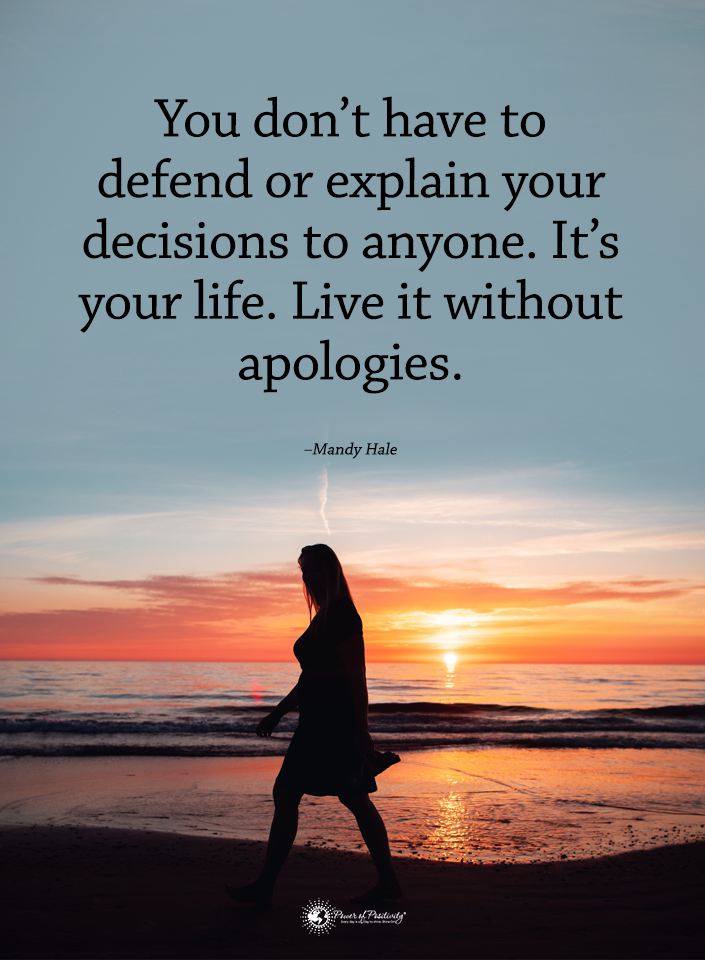 You don’t have to
defend or explain your
decisions to anyone. It’s
your life. Live it without
apologies.
–Mandy Hale
Power of Positivity